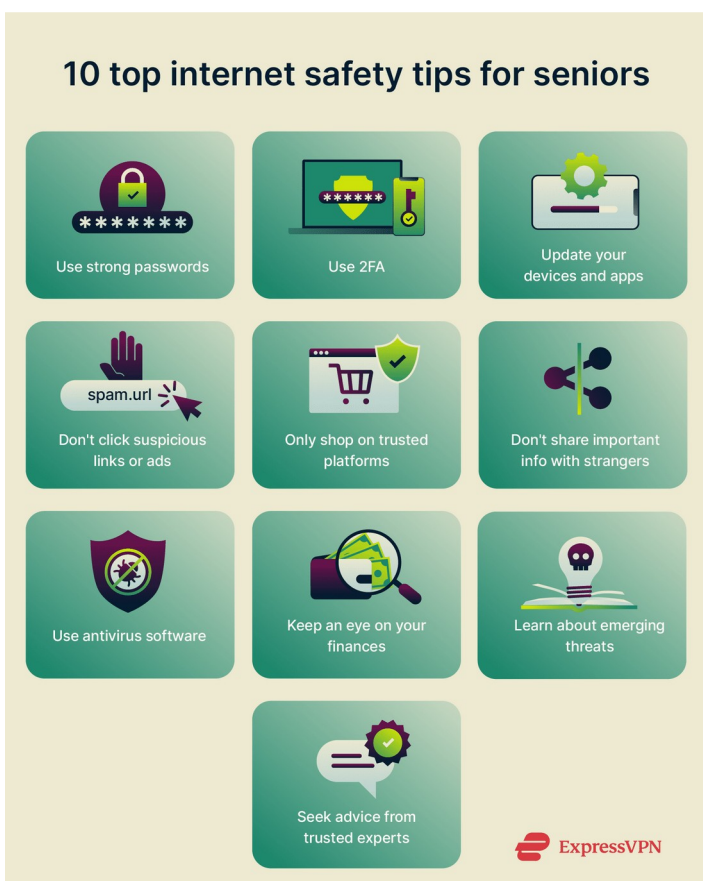 10 top internet safety tips for seniors
*******
Use strong passwords
******
Use 2FA
Update your
devices and apps
spam.url
Don't click suspicious
links or ads
Only shop on trusted
platforms
Don't share important
info with strangers
Use antivirus software
Keep an eye on your
finances
Learn about emerging
threats
Seek advice from
trusted experts
ExpressVPN